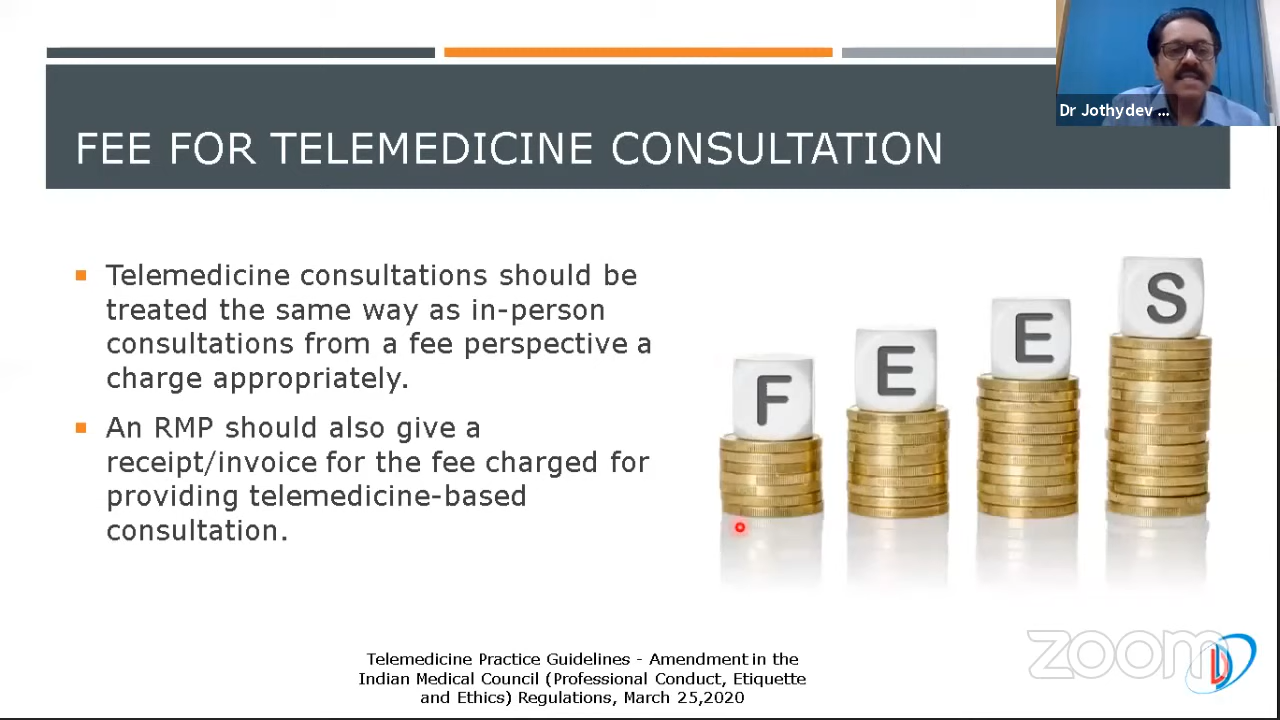 Dr Jothydev ...
FEE FOR TELEMEDICINE CONSULTATION
Telemedicine consultations should be
treated the same way as in-person
consultations from a fee perspective a
charge appropriately.
An RMP should also give a
receipt/invoice for the fee charged for
providing telemedicine-based
consultation.
F E E S
Telemedicine Practice Guidelines - Amendment in the
Indian Medical Council (Professional Conduct, Etiquette
and Ethics) Regulations, March 25,2020
zoom